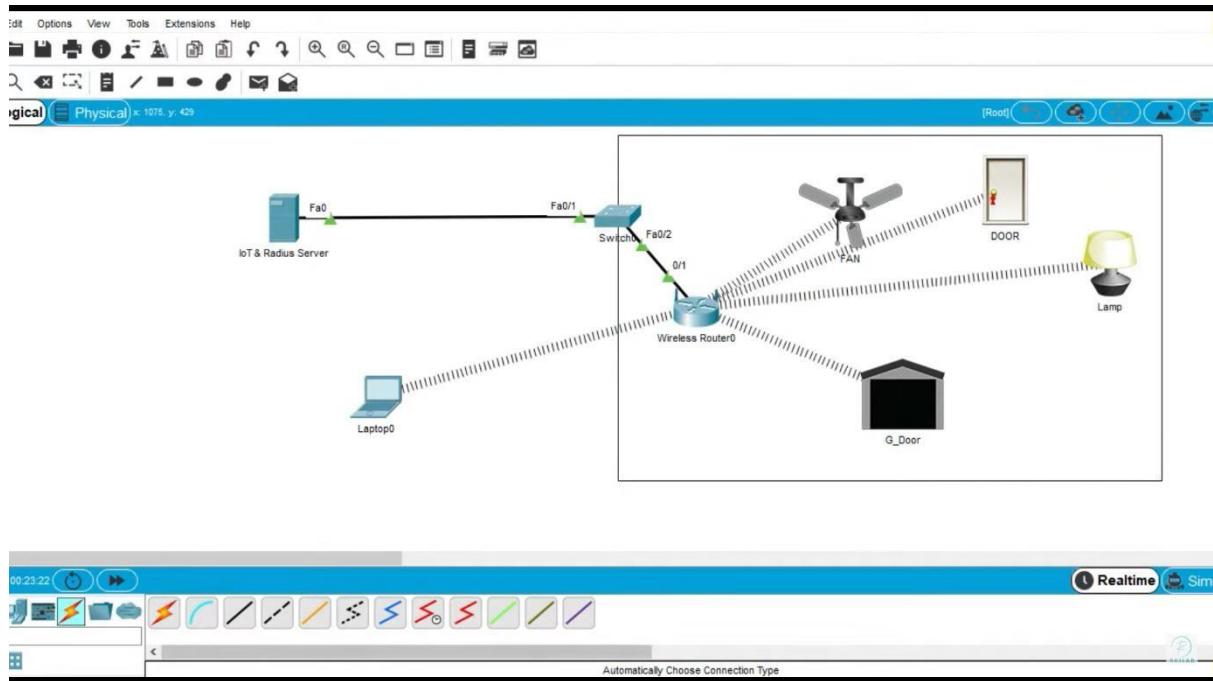 Edit Options View Tools Extensions Help
ogical Physical x: 1075, y: 429 [Root]
Fa0
Fa0/1
IoT & Radius Server
Switch0
Fa0/2
0/1
Wireless Router0
FAN
DOOR
Lamp
Laptop0
G_Door
00:23:22 Realtime Sim
Automatically Choose Connection Type